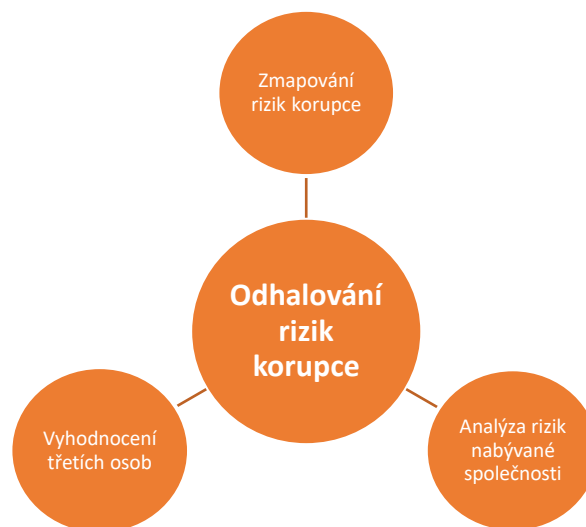 Zmapování
rizik korupce
Odhalování
rizik
korupce
Vyhodnocení
třetích osob
Analýza rizik
nabývané
společnosti